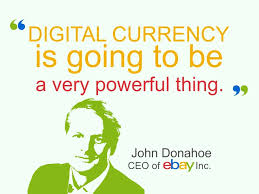 “DIGITAL CURRENCY
is going to be
a very powerful thing.”
John Donahoe
CEO of ebay Inc.